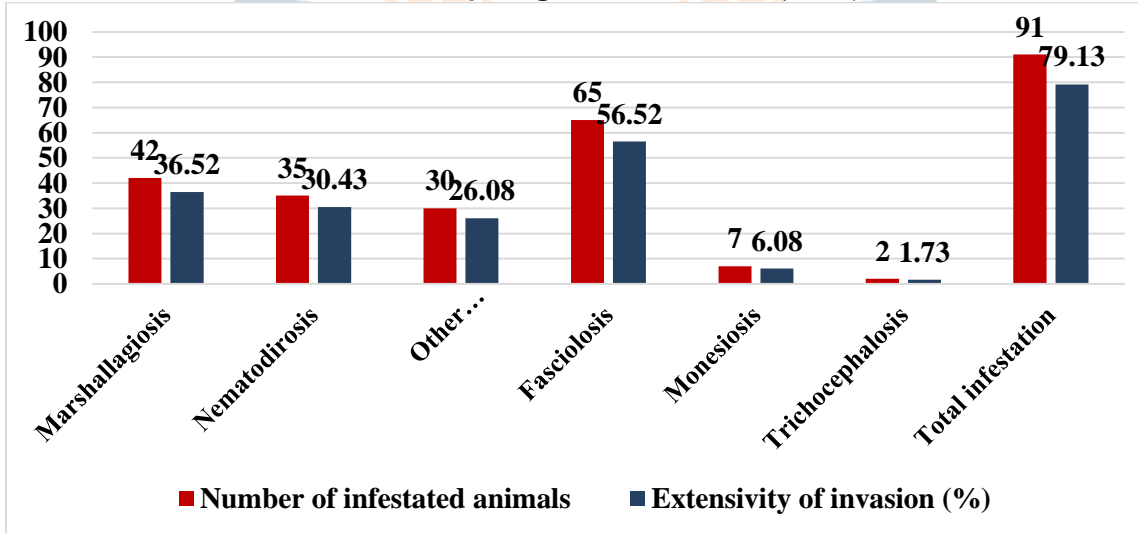 100
90
80
70
60
50
40
30
20
10
0
42
36.52
35
30.43
30
26.08
65
56.52
7
6.08
2
1.73
91
79.13
Marshallagiosis
Nematodirosis
Other…
Fasciolosis
Monesiosis
Trichocephalosis
Total infestation
Number of infestated animals
Extensivity of invasion (%)